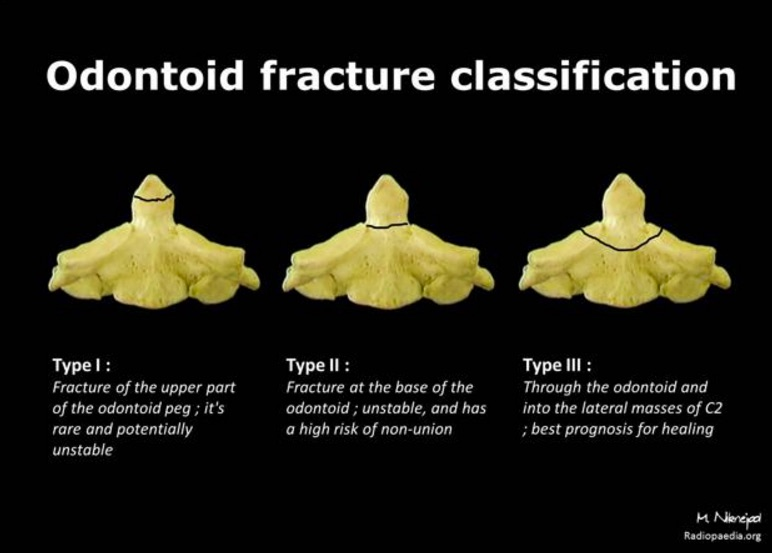 Odontoid fracture classification
Type I :
Fracture of the upper part
of the odontoid peg ; it's
rare and potentially
unstable
Type II :
Fracture at the base of the
odontoid ; unstable, and has
a high risk of non-union
Type III :
Through the odontoid and
into the lateral masses of C2
; best prognosis for healing
M. Niknejad
Radiopaedia.org